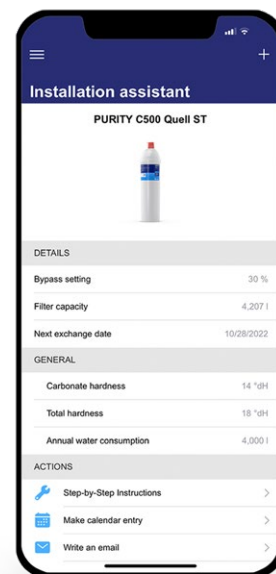 Installation assistant
PURITY C500 Quell ST
DETAILS
Bypass setting 30 %
Filter capacity 4,207 l
Next exchange date 10/28/2022
GENERAL
Carbonate hardness 14 °dH
Total hardness 18 °dH
Annual water consumption 4,000 l
ACTIONS
Step-by-Step Instructions
Make calendar entry
Write an email